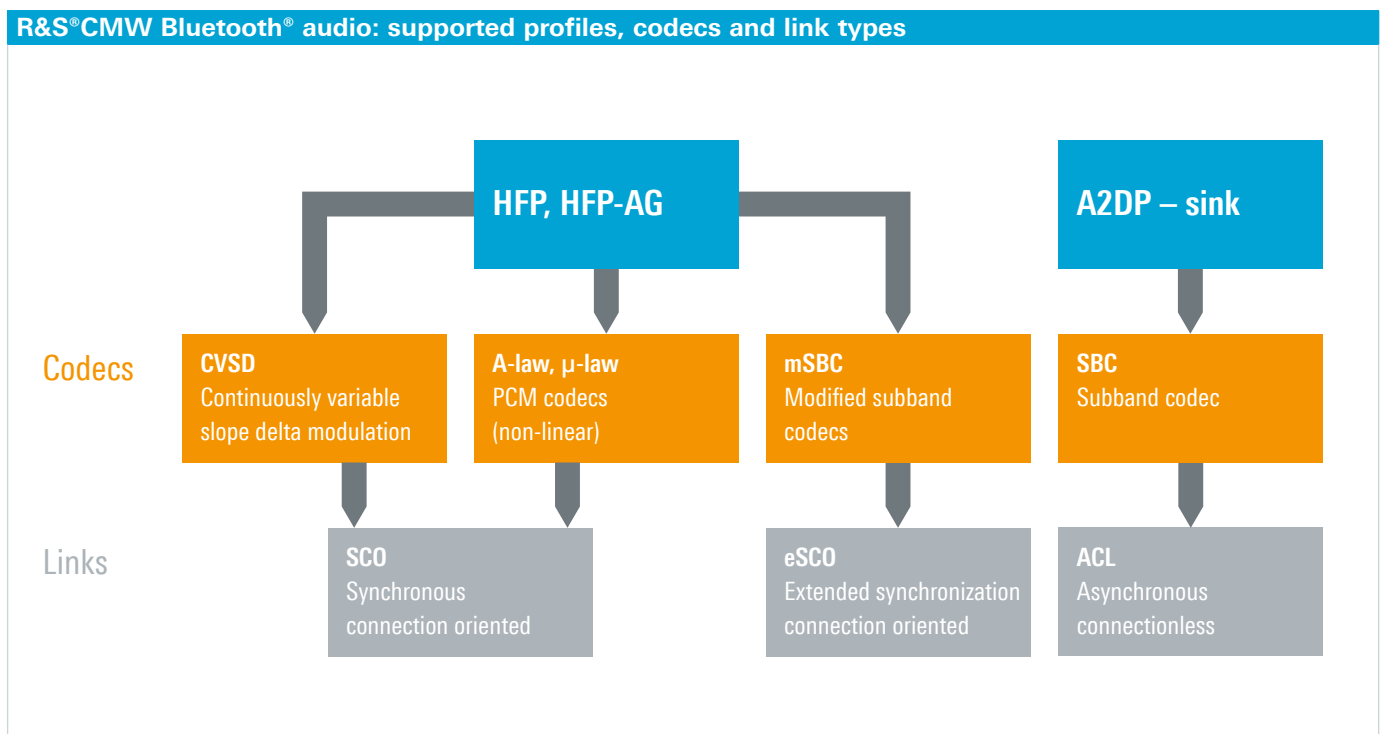 R&S®CMW Bluetooth® audio: supported profiles, codecs and link types
HFP, HFP-AG
A2DP – sink
Codecs
CVSD
Continuously variable
slope delta modulation
A-law, µ-law
PCM codecs
(non-linear)
mSBC
Modified subband
codecs
SBC
Subband codec
Links
SCO
Synchronous
connection oriented
eSCO
Extended synchronization
connection oriented
ACL
Asynchronous
connectionless